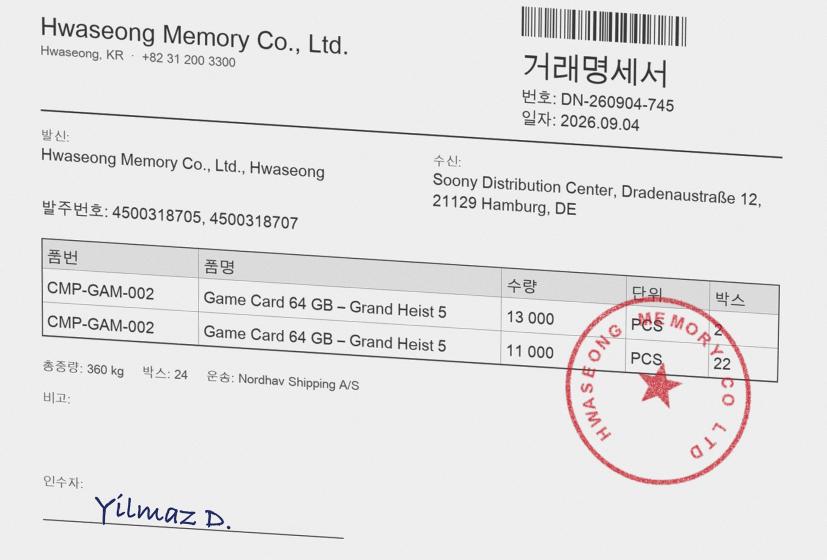 Hwaseong Memory Co., Ltd.
Hwaseong, KR · +82 31 200 3300
거래명세서
번호: DN-260904-745
일자: 2026.09.04
발신:
Hwaseong Memory Co., Ltd., Hwaseong
수신:
Soony Distribution Center, Dradenaustraße 12,
21129 Hamburg, DE
발주번호: 4500318705, 4500318707
품번 품명 수량 단위 박스
CMP-GAM-002 Game Card 64 GB – Grand Heist 5 13 000 PCS 2
CMP-GAM-002 Game Card 64 GB – Grand Heist 5 11 000 PCS 22
총중량: 360 kg 박스: 24 운송: Nordhav Shipping A/S
비고:
HWASEONG MEMORY CO LTD
인수자:
Yilmaz D.